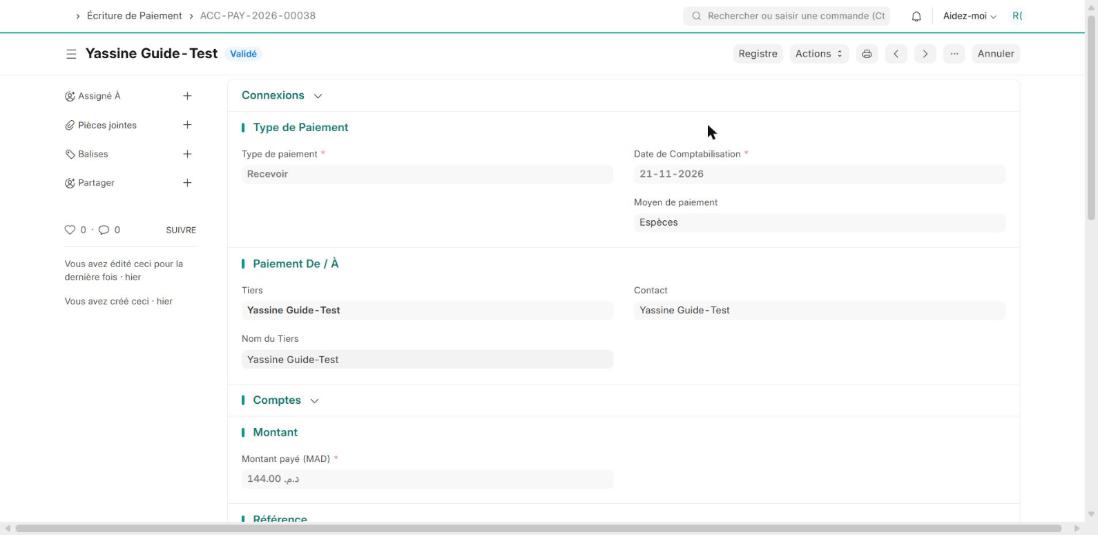 Écriture de Paiement > ACC-PAY-2026-00038
Rechercher ou saisir une commande (Ct
Aidez-moi
R(
Yassine Guide-Test
Validé
Registre
Actions
Annuler
Assigné À
Pièces jointes
Balises
Partager
0 · 0
SUIVRE
Vous avez édité ceci pour la
dernière fois · hier
Vous avez créé ceci · hier
Connexions
Type de Paiement
Type de paiement *
Recevoir
Date de Comptabilisation *
21-11-2026
Moyen de paiement
Espèces
Paiement De / À
Tiers
Yassine Guide-Test
Contact
Yassine Guide-Test
Nom du Tiers
Yassine Guide-Test
Comptes
Montant
Montant payé (MAD) *
144.00 د.م.
Référence